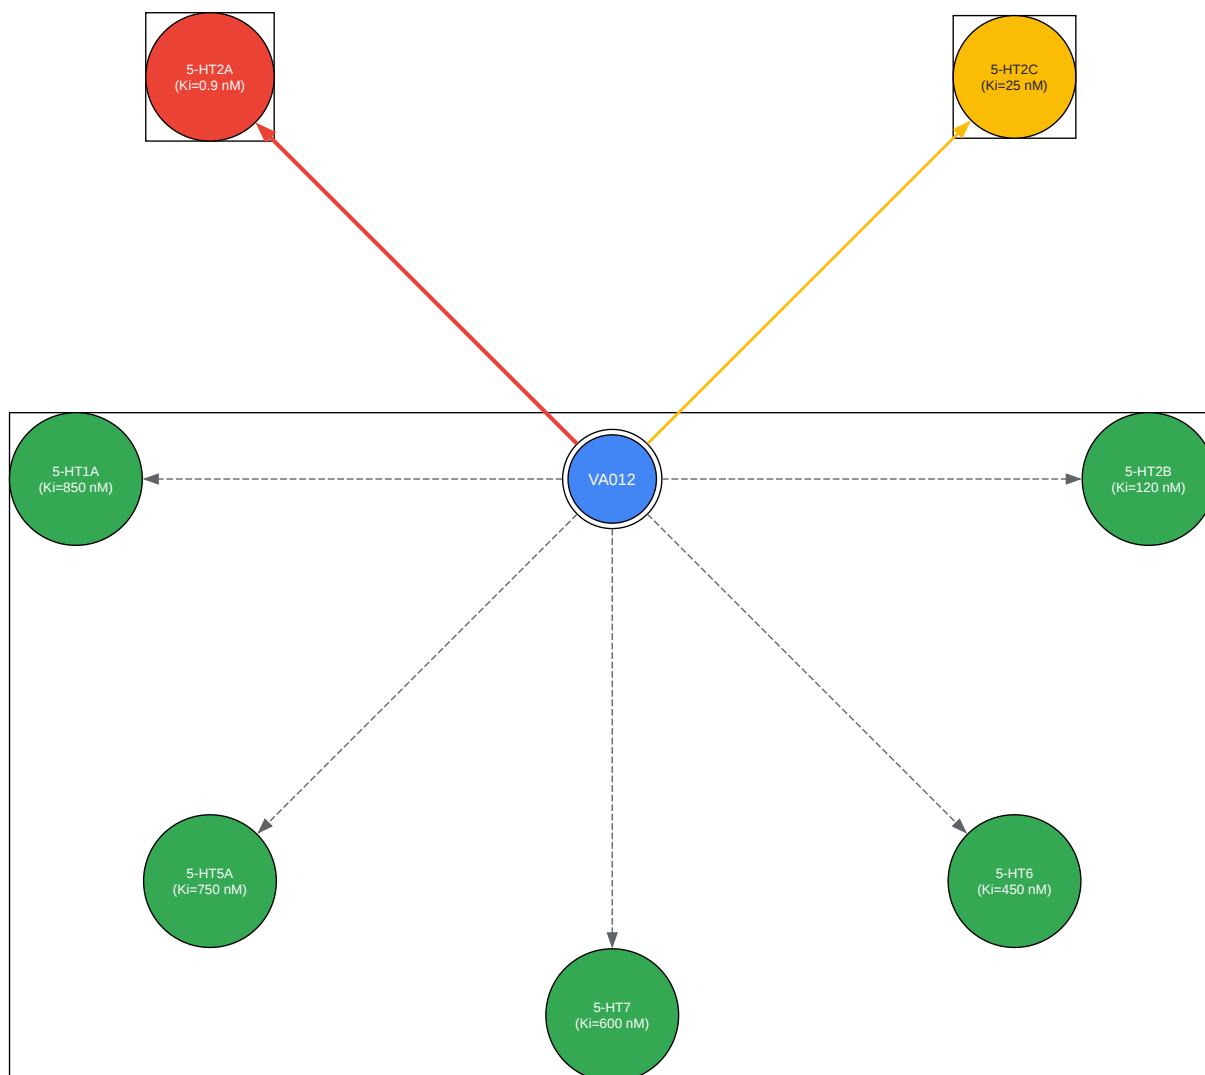 5-HT2A
(Ki=0.9 nM)
5-HT2C
(Ki=25 nM)
5-HT1A
(Ki=850 nM)
VA012
5-HT2B
(Ki=120 nM)
5-HT5A
(Ki=750 nM)
5-HT6
(Ki=450 nM)
5-HT7
(Ki=600 nM)